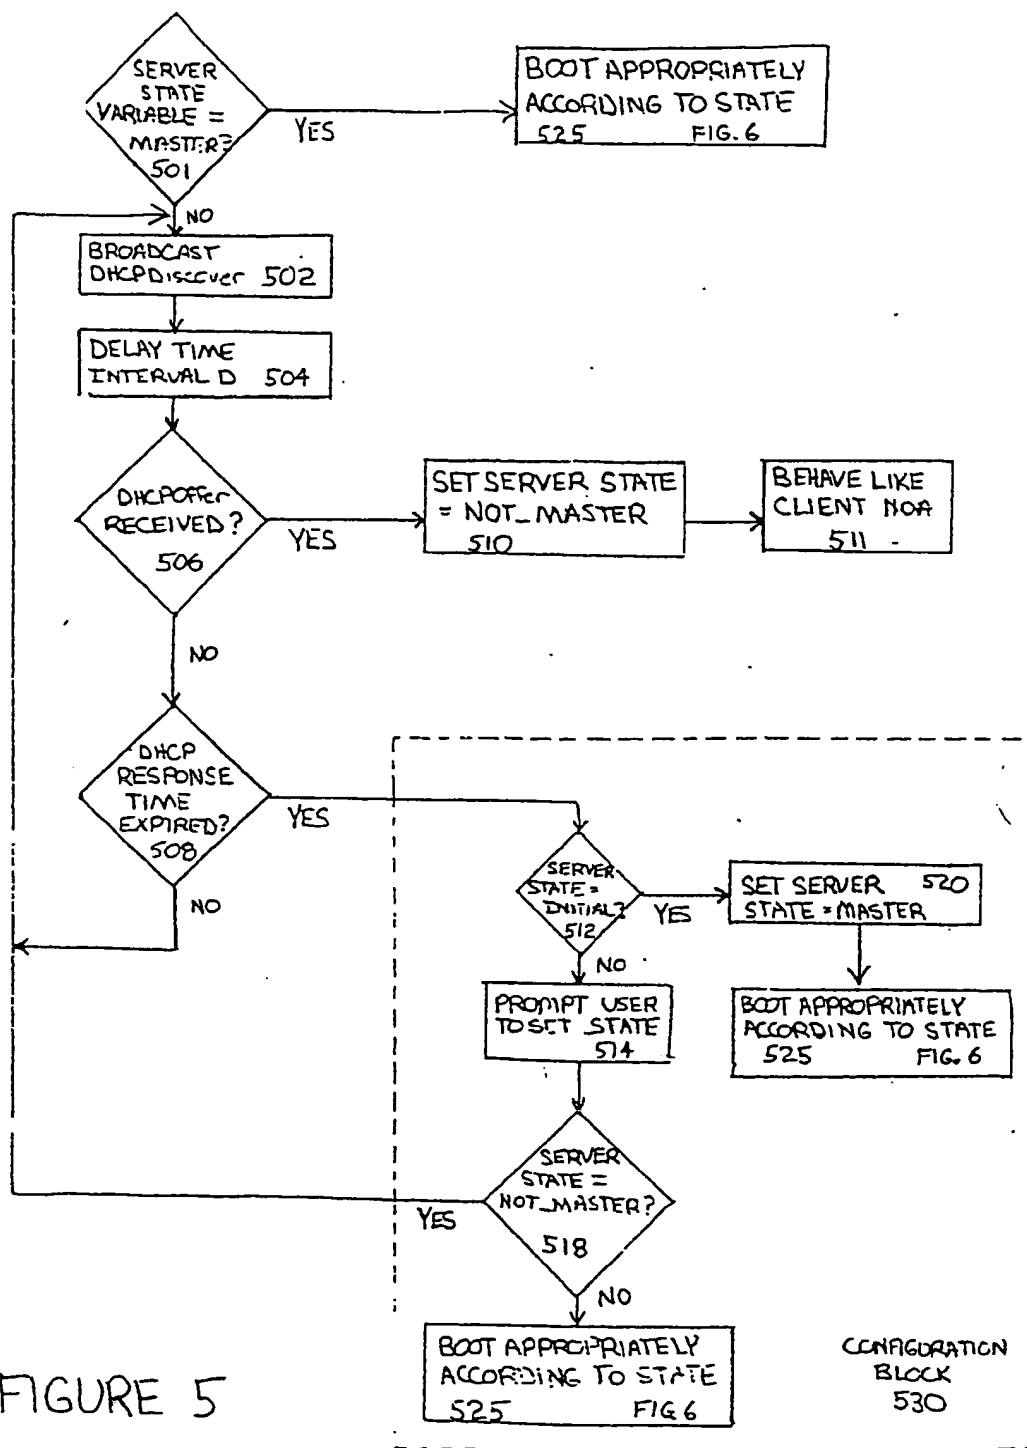 SERVER
STATE
VARIABLE =
MASTER?
501
YES
BOOT APPROPRIATELY
ACCORDING TO STATE
525 FIG. 6
NO
BROADCAST
DHCPDiscover 502
DELAY TIME
INTERVAL D 504
DHCPOffer
RECEIVED?
506
YES
SET SERVER STATE
= NOT_MASTER
510
BEHAVE LIKE
CLIENT NOA
511
NO
DHCP
RESPONSE
TIME
EXPIRED?
508
YES
NO
SERVER
STATE =
INITIAL?
512
YES
SET SERVER 520
STATE = MASTER
NO
PROMPT USER
TO SET STATE
514
BOOT APPROPRIATELY
ACCORDING TO STATE
525 FIG. 6
SERVER
STATE =
NOT_MASTER?
518
YES
NO
BOOT APPROPRIATELY
ACCORDING TO STATE
525 FIG 6
CONFIGURATION
BLOCK
530
FIGURE 5